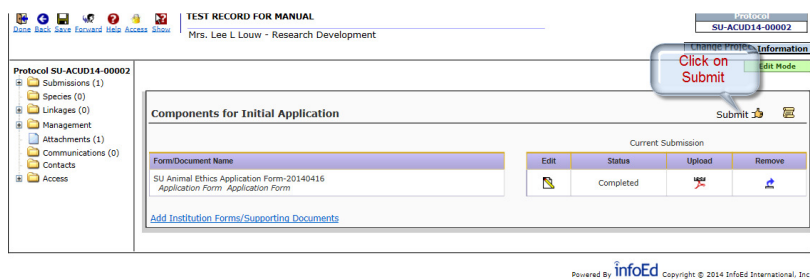 TEST RECORD FOR MANUAL
Done Back Save Forward Help Access Show
Mrs. Lee L Louw - Research Development
Protocol
SU-ACUD14-00002
Information
Edit Mode
Click on
Submit
Protocol SU-ACUD14-00002
Submissions (1)
Species (0)
Linkages (0)
Management
Attachments (1)
Communications (0)
Contacts
Access
Components for Initial Application
Submit
Current Submission
Form/Document Name Edit Status Upload Remove
SU Animal Ethics Application Form-20140416
Completed
Application Form Application Form
Add Institution Forms/Supporting Documents
Powered By infoEd Copyright © 2014 InfoEd International, Inc